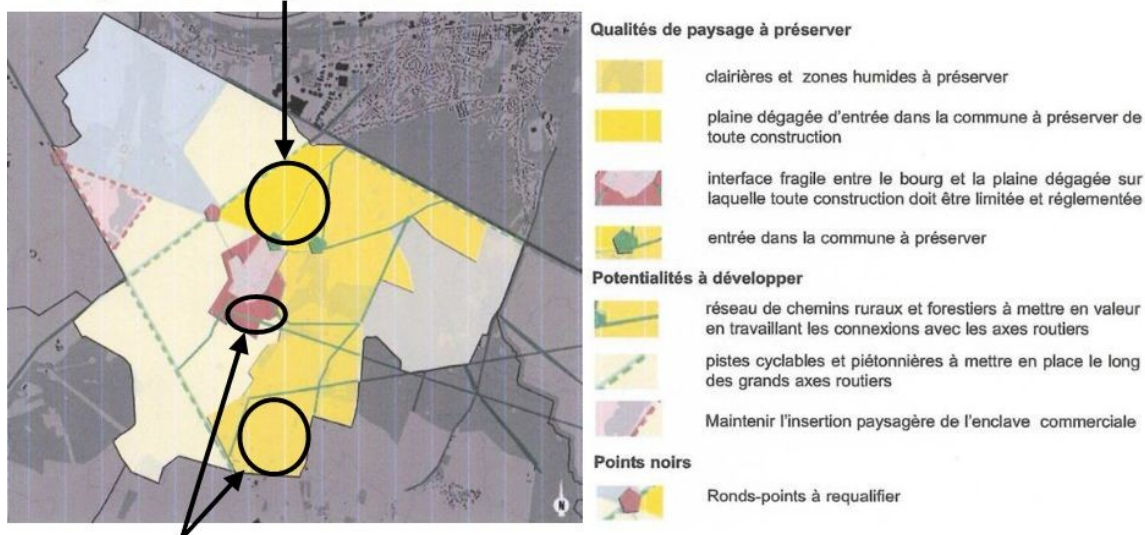 Qualités de paysage à préserver
clairières et zones humides à préserver
plaine dégagée d'entrée dans la commune à préserver de
toute construction
interface fragile entre le bourg et la plaine dégagée sur
laquelle toute construction doit être limitée et réglementée
entrée dans la commune à préserver
Potentialités à développer
réseau de chemins ruraux et forestiers à mettre en valeur
en travaillant les connexions avec les axes routiers
pistes cyclables et piétonnières à mettre en place le long
des grands axes routiers
Maintenir l'insertion paysagère de l'enclave commerciale
Points noirs
Ronds-points à requalifier
N